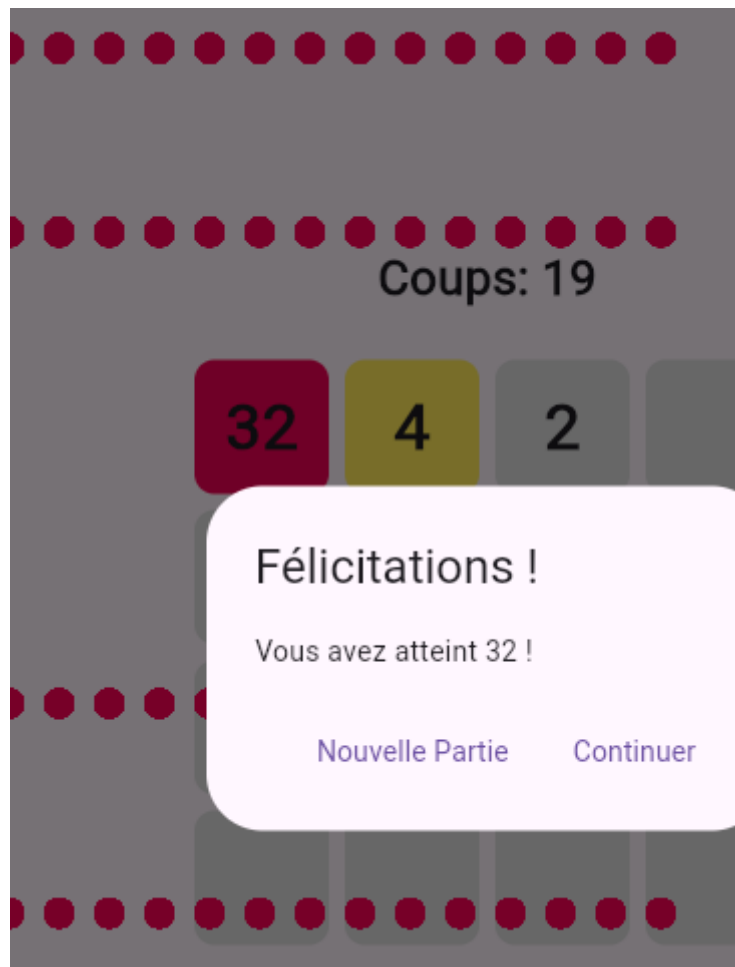 Coups: 19
32 4 2
Félicitations !
Vous avez atteint 32 !
Nouvelle Partie Continuer